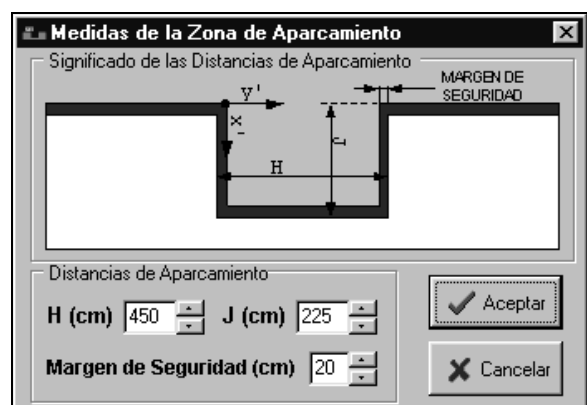 Medidas de la Zona de Aparcamiento
Significado de las Distancias de Aparcamiento
MARGEN DE
SEGURIDAD
y'
x'
J
H
Distancias de Aparcamiento
H (cm) 450 J (cm) 225
Aceptar
Margen de Seguridad (cm) 20
Cancelar